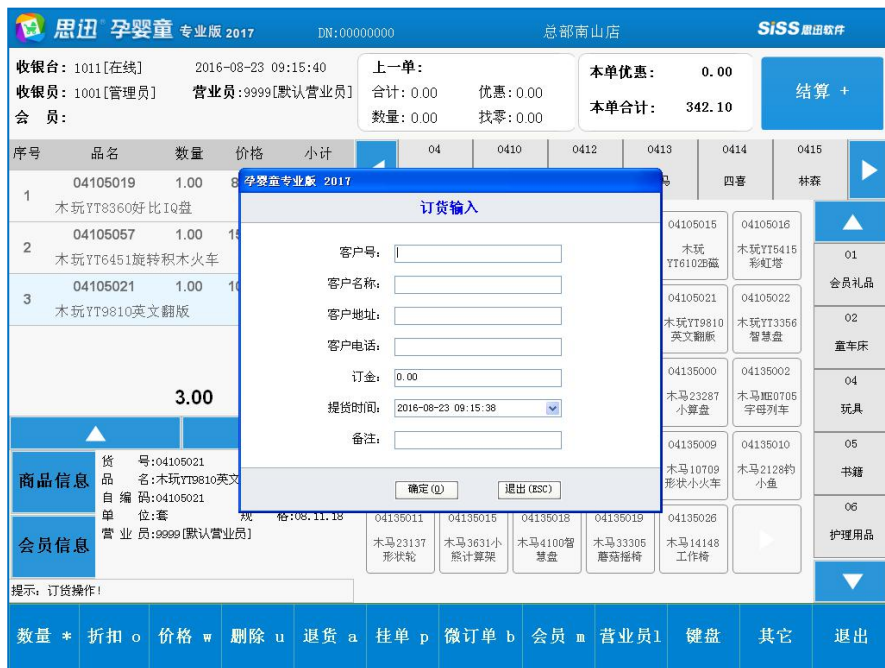 思迅 孕婴童 专业版 2017 DN:00000000 总部南山店 SiSS 思迅软件
收银台: 1011[在线] 2016-08-23 09:15:40
收银员: 1001[管理员] 营业员:9999[默认营业员]
会 员:
上一单:
合计: 0.00 优惠: 0.00
数量: 0.00 找零: 0.00
本单优惠: 0.00
本单合计: 342.10
结算 +
序号 品名 数量 价格 小计
1 04105019 1.00
木玩YT8360好比IQ盘
2 04105057 1.00
木玩YT6451旋转积木火车
3 04105021 1.00
木玩YT9810英文翻版
3.00
04 0410 0412 0413 0414 0415
四喜 林森
孕婴童专业版 2017
订货输入
客户号:
客户名称:
客户地址:
客户电话:
订金: 0.00
提货时间: 2016-08-23 09:15:38
备注:
确定(Q) 退出(ESC)
04105015 04105016
木玩 木玩YT5415
YT6102B磁 彩虹塔
04105021 04105022
木玩YT9810 木玩YT3356
英文翻版 智慧盘
04135000 04135002
木马23287 木马ME0705
小算盘 字母列车
04135009 04135010
木马10709 木马2128钓
形状小火车 小鱼
04135011 04135015 04135018 04135019 04135026
木马23137 木马3631小 木马4100智 木马33305 木马14148
形状轮 熊计算架 慧盘 蘑菇摇椅 工作椅
01
会员礼品
02
童车床
04
玩具
05
书籍
06
护理用品
商品信息
会员信息
货 号:04105021
品 名:木玩YT9810英文
自 编 码:04105021
单 位:套 规 格:08.11.18
营 业 员:9999[默认营业员]
提示: 订货操作!
数量 * 折扣 o 价格 w 删除 u 退货 a 挂单 p 微订单 b 会员 m 营业员l 键盘 其它 退出